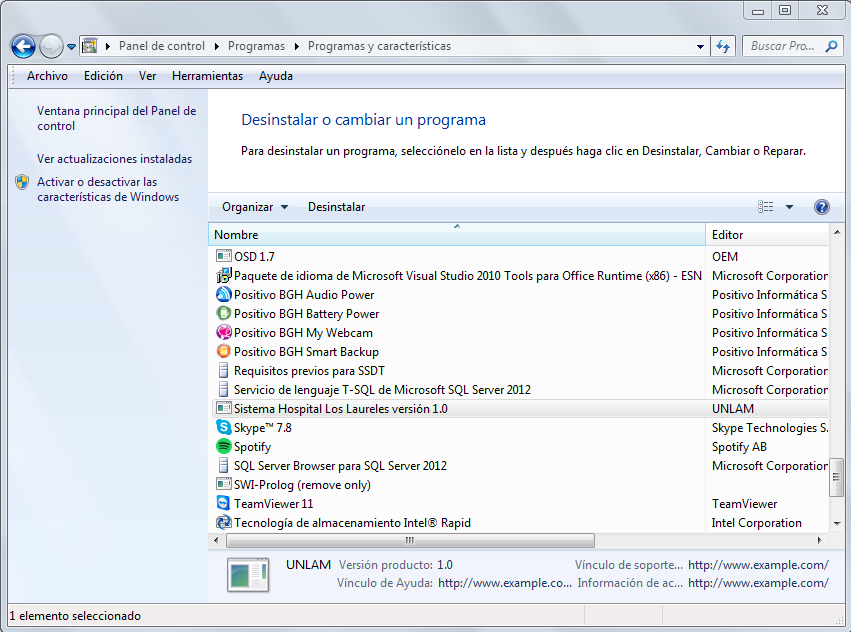 Panel de control Programas Programas y características Buscar Pro...
Archivo Edición Ver Herramientas Ayuda
Ventana principal del Panel de
control
Ver actualizaciones instaladas
Activar o desactivar las
características de Windows
Desinstalar o cambiar un programa
Para desinstalar un programa, selecciónelo en la lista y después haga clic en Desinstalar, Cambiar o Reparar.
Organizar Desinstalar
Nombre Editor
OSD 1.7 OEM
Paquete de idioma de Microsoft Visual Studio 2010 Tools para Office Runtime (x86) - ESN Microsoft Corporation
Positivo BGH Audio Power Positivo Informática S
Positivo BGH Battery Power Positivo Informática S
Positivo BGH My Webcam Positivo Informática S
Positivo BGH Smart Backup Positivo Informática S
Requisitos previos para SSDT Microsoft Corporation
Servicio de lenguaje T-SQL de Microsoft SQL Server 2012 Microsoft Corporation
Sistema Hospital Los Laureles versión 1.0 UNLAM
Skype™ 7.8 Skype Technologies S.
Spotify Spotify AB
SQL Server Browser para SQL Server 2012 Microsoft Corporation
SWI-Prolog (remove only)
TeamViewer 11 TeamViewer
Tecnología de almacenamiento Intel® Rapid Intel Corporation
UNLAM Versión producto: 1.0 Vínculo de soporte... http://www.example.com/
Vínculo de Ayuda: http://www.example.co... Información de ac... http://www.example.com/
1 elemento seleccionado